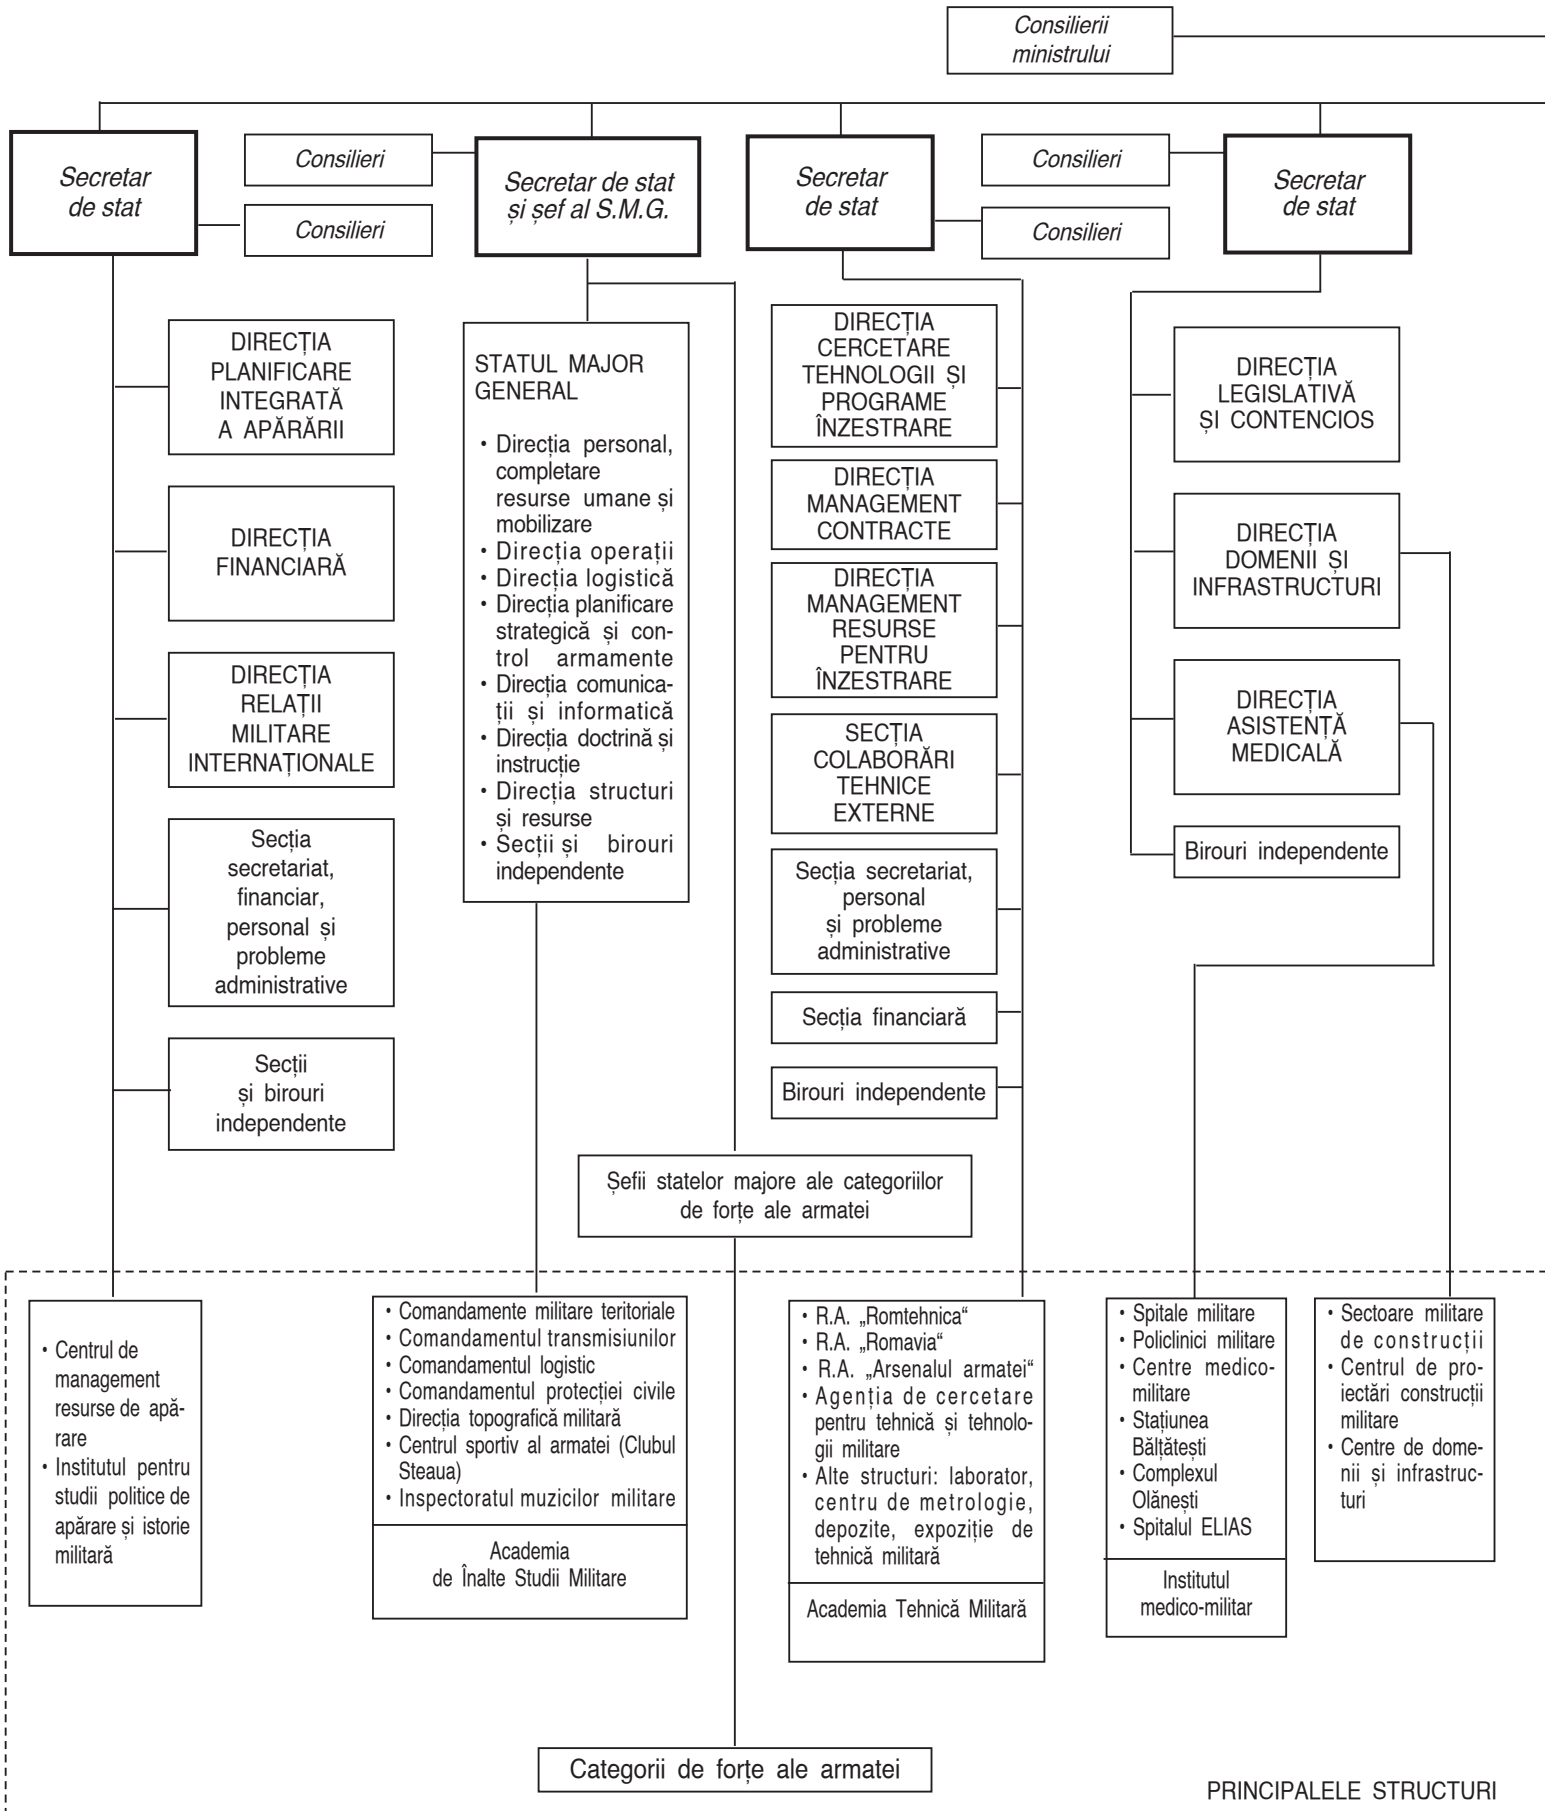 Consilierii
ministrului
Secretar
de stat
Consilieri
Consilieri
Secretar de stat
și șef al S.M.G.
Secretar
de stat
Consilieri
Consilieri
Secretar
de stat
DIRECȚIA
PLANIFICARE
INTEGRATĂ
A APĂRĂRII
DIRECȚIA
FINANCIARĂ
DIRECȚIA
RELAȚII
MILITARE
INTERNAȚIONALE
Secția
secretariat,
financiar,
personal și
probleme
administrative
Secții
și birouri
independente
STATUL MAJOR
GENERAL
• Direcția personal,
completare
resurse umane și
mobilizare
• Direcția operații
• Direcția logistică
• Direcția planificare
strategică și con-
trol armamente
• Direcția comunica-
ții și informatică
• Direcția doctrină și
instrucție
• Direcția structuri
și resurse
• Secții și birouri
independente
DIRECȚIA
CERCETARE
TEHNOLOGII ȘI
PROGRAME
ÎNZESTRARE
DIRECȚIA
MANAGEMENT
CONTRACTE
DIRECȚIA
MANAGEMENT
RESURSE
PENTRU
ÎNZESTRARE
SECȚIA
COLABORĂRI
TEHNICE
EXTERNE
Secția secretariat,
personal
și probleme
administrative
Secția financiară
Birouri independente
DIRECȚIA
LEGISLATIVĂ
ȘI CONTENCIOS
DIRECȚIA
DOMENII ȘI
INFRASTRUCTURI
DIRECȚIA
ASISTENȚĂ
MEDICALĂ
Birouri independente
Șefii statelor majore ale categoriilor
de forțe ale armatei
• Centrul de
management
resurse de apă-
rare
• Institutul pentru
studii politice de
apărare și istorie
militară
• Comandamente militare teritoriale
• Comandamentul transmisiunilor
• Comandamentul logistic
• Comandamentul protecției civile
• Direcția topografică militară
• Centrul sportiv al armatei (Clubul
Steaua)
• Inspectoratul muzicilor militare
Academia
de Înalte Studii Militare
• R.A. „Romtehnica“
• R.A. „Romavia“
• R.A. „Arsenalul armatei“
• Agenția de cercetare
pentru tehnică și tehnolo-
gii militare
• Alte structuri: laborator,
centru de metrologie,
depozite, expoziție de
tehnică militară
Academia Tehnică Militară
• Spitale militare
• Policlinici militare
• Centre medico-
militare
• Stațiunea
Bălțătești
• Complexul
Olănești
• Spitalul ELIAS
Institutul
medico-militar
• Sectoare militare
de construcții
• Centrul de pro-
iectări construcții
militare
• Centre de dome-
nii și infrastruc-
turi
Categorii de forțe ale armatei
PRINCIPALELE STRUCTURI